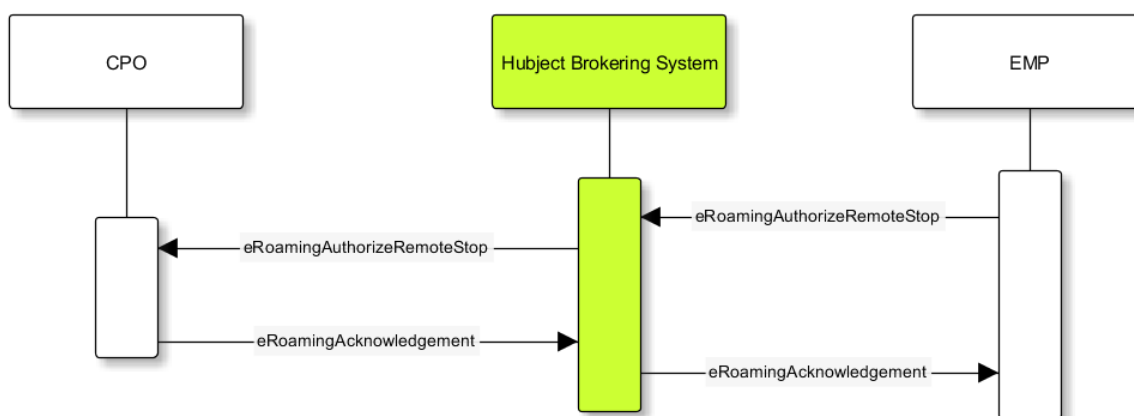 CPO
Hubject Brokering System
EMP
eRoamingAuthorizeRemoteStop
eRoamingAuthorizeRemoteStop
eRoamingAcknowledgement
eRoamingAcknowledgement